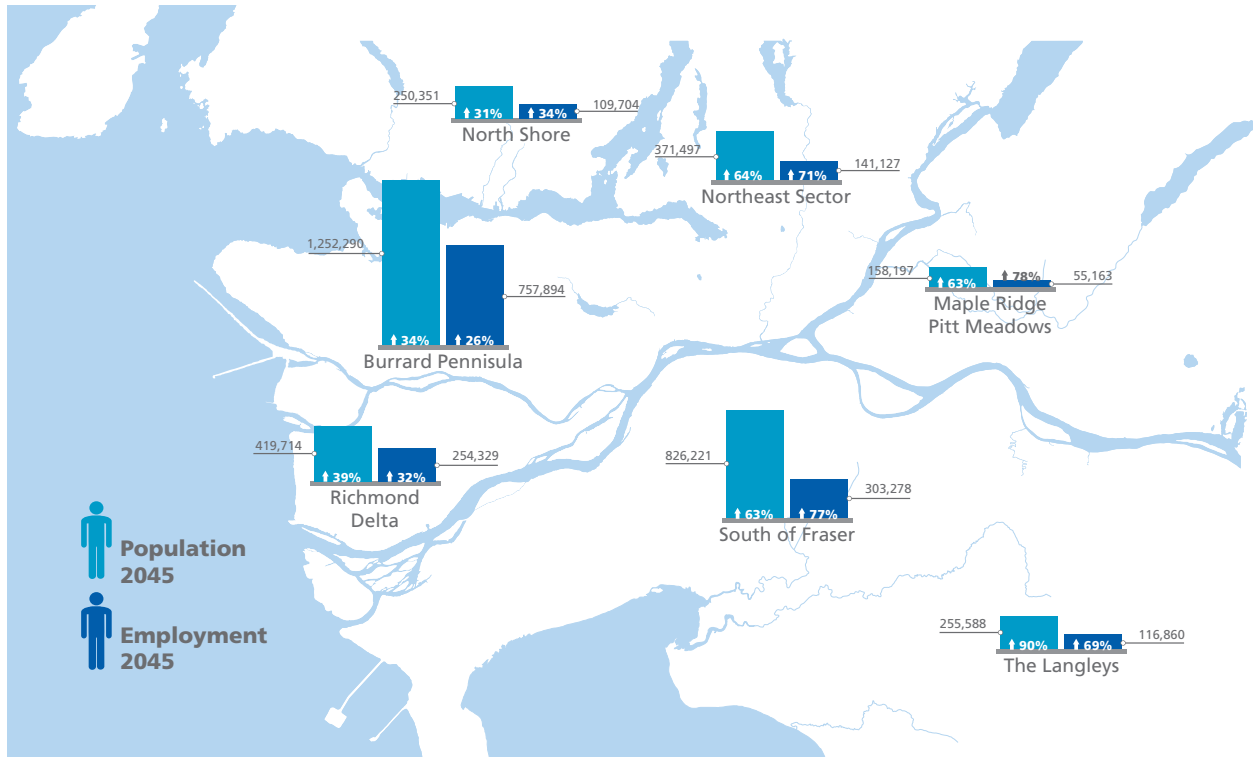 250,351
31%
34%
109,704
North Shore
371,497
64%
71%
141,127
Northeast Sector
1,252,290
34%
26%
757,894
Burrard Pennisula
158,197
63%
78%
55,163
Maple Ridge
Pitt Meadows
419,714
39%
32%
254,329
Richmond
Delta
826,221
63%
77%
303,278
South of Fraser
Population
2045
Employment
2045
255,588
90%
69%
116,860
The Langleys